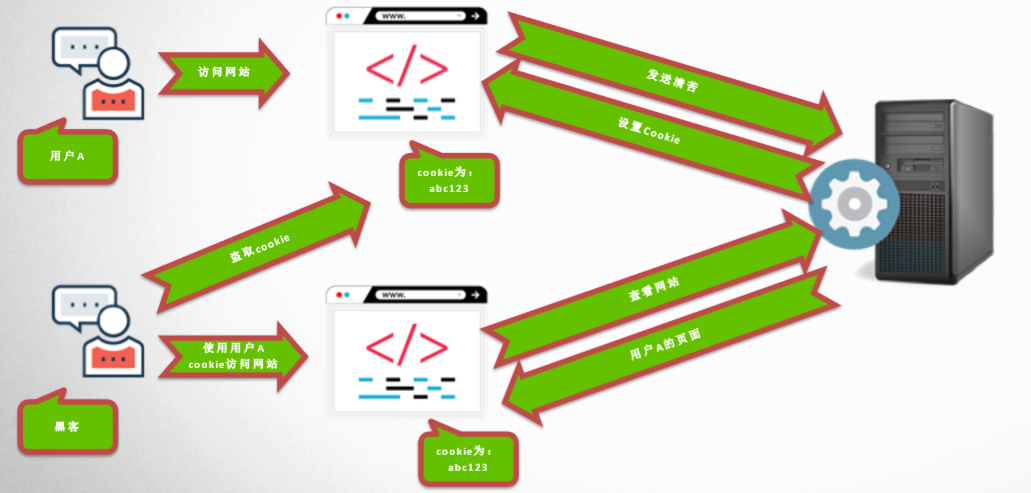 WWW.
访问网站
用户A
发送清苦
设置Cookie
cookie为：
abc123
盗取cookie
WWW.
使用用户A
cookie访问网站
查看网站
用户A的页面
黑客
cookie为：
abc123